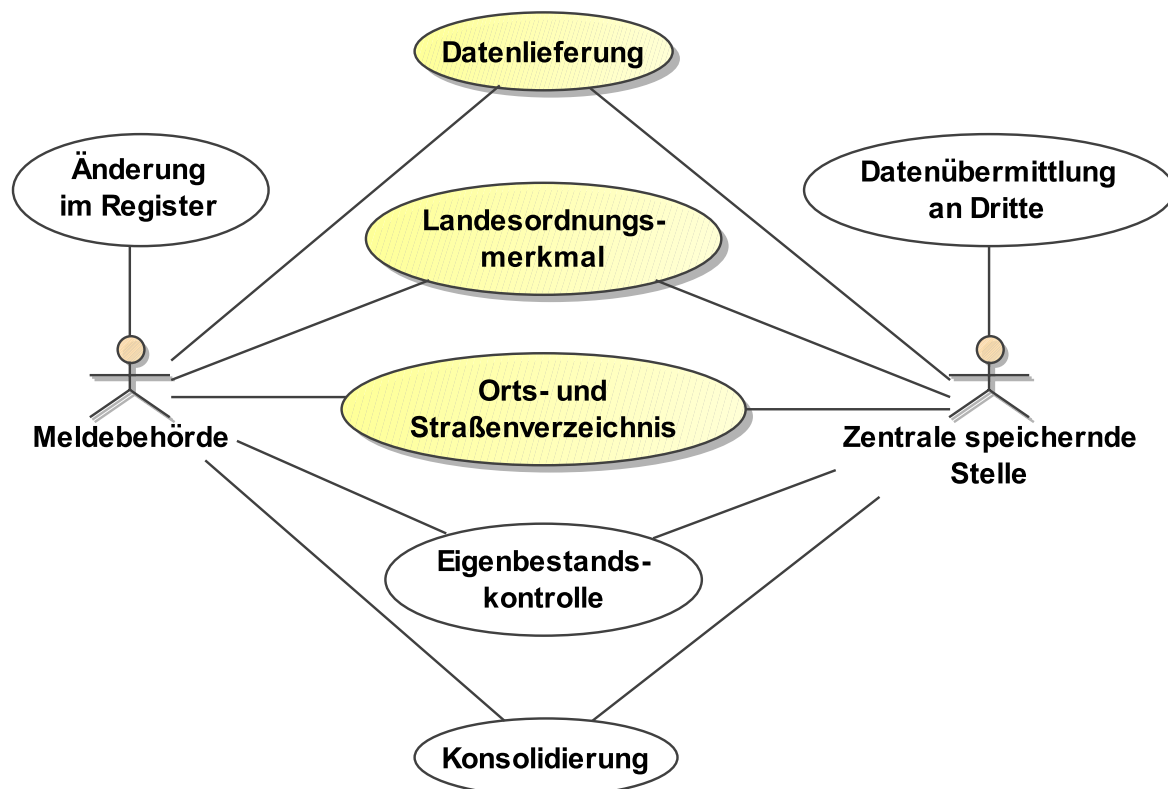 Datenlieferung
Änderung
im Register
Datenübermittlung
an Dritte
Landesordnungs-
merkmal
Orts- und
Straßenverzeichnis
Meldebehörde
Zentrale speichernde
Stelle
Eigenbestands-
kontrolle
Konsolidierung